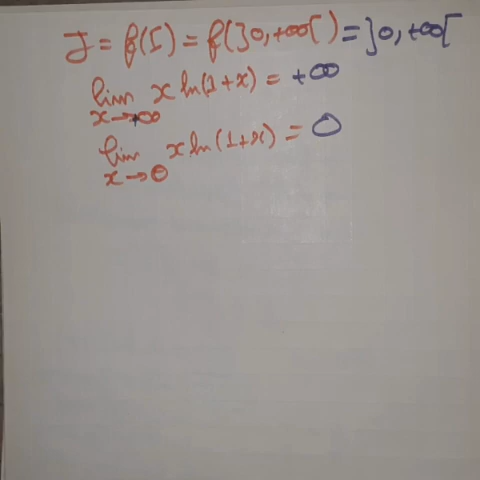 J = f(I) = f(]0, +∞[) = ]0, +∞[
lim x ln(1+x) = +∞
x→+∞
lim x ln(1+x) = 0
x→0